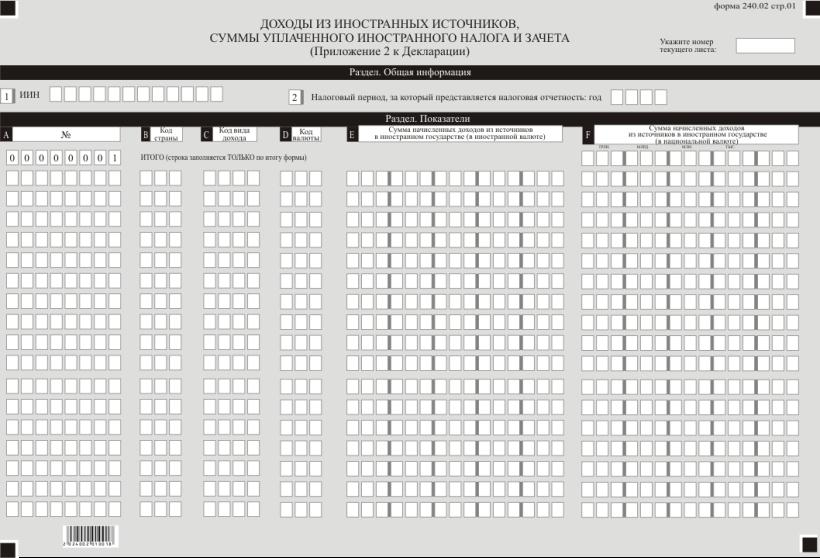 форма 240.02 стр.01
ДОХОДЫ ИЗ ИНОСТРАННЫХ ИСТОЧНИКОВ,
СУММЫ УПЛАЧЕННОГО ИНОСТРАННОГО НАЛОГА И ЗАЧЕТА
(Приложение 2 к Декларации)
Укажите номер
текущего листа:
Раздел. Общая информация
1 ИИН
2 Налоговый период, за который представляется налоговая отчетность: год
Раздел. Показатели
A №
B Код
страны
C Код вида
дохода
D Код
валюты
E Сумма начисленных доходов из источников
в иностранном государстве (в иностранной валюте)
F Сумма начисленных доходов
из источников в иностранном государстве
(в национальной валюте)
трлн. млрд. млн. тыс.
0 0 0 0 0 0 0 1 ИТОГО (строка заполняется ТОЛЬКО по итогу формы)